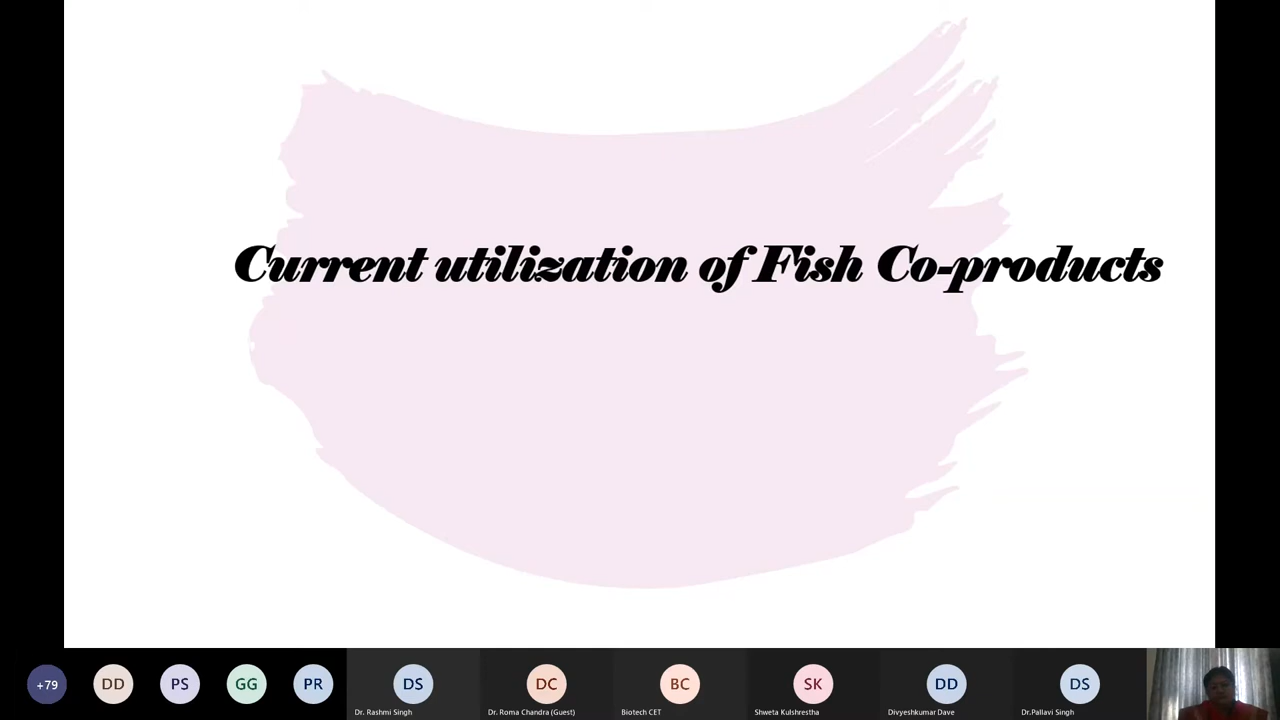 Current utilization of Fish Co-products
+79
DD
PS
GG
PR
DS
DC
BC
SK
DD
DS
Dr. Rashmi Singh
Dr. Roma Chandra (Guest)
Biotech CET
Shweta Kulshrestha
Divyeshkumar Dave
Dr.Pallavi Singh